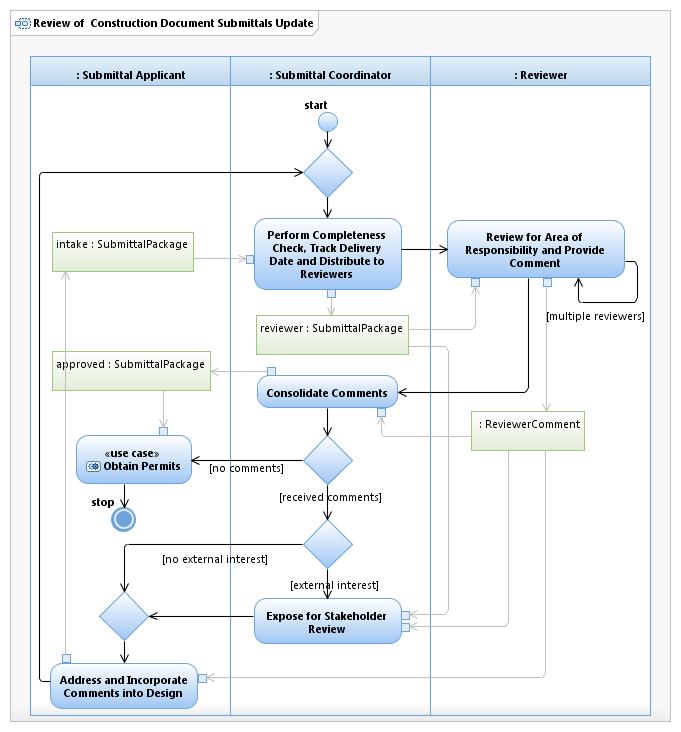 Review of Construction Document Submittals Update
: Submittal Applicant
: Submittal Coordinator
: Reviewer
start
intake : SubmittalPackage
Perform Completeness
Check, Track Delivery
Date and Distribute to
Reviewers
Review for Area of
Responsibility and Provide
Comment
[multiple reviewers]
reviewer : SubmittalPackage
approved : SubmittalPackage
Consolidate Comments
: ReviewerComment
«use case»
Obtain Permits
[no comments]
[received comments]
stop
[no external interest]
[external interest]
Expose for Stakeholder
Review
Address and Incorporate
Comments into Design